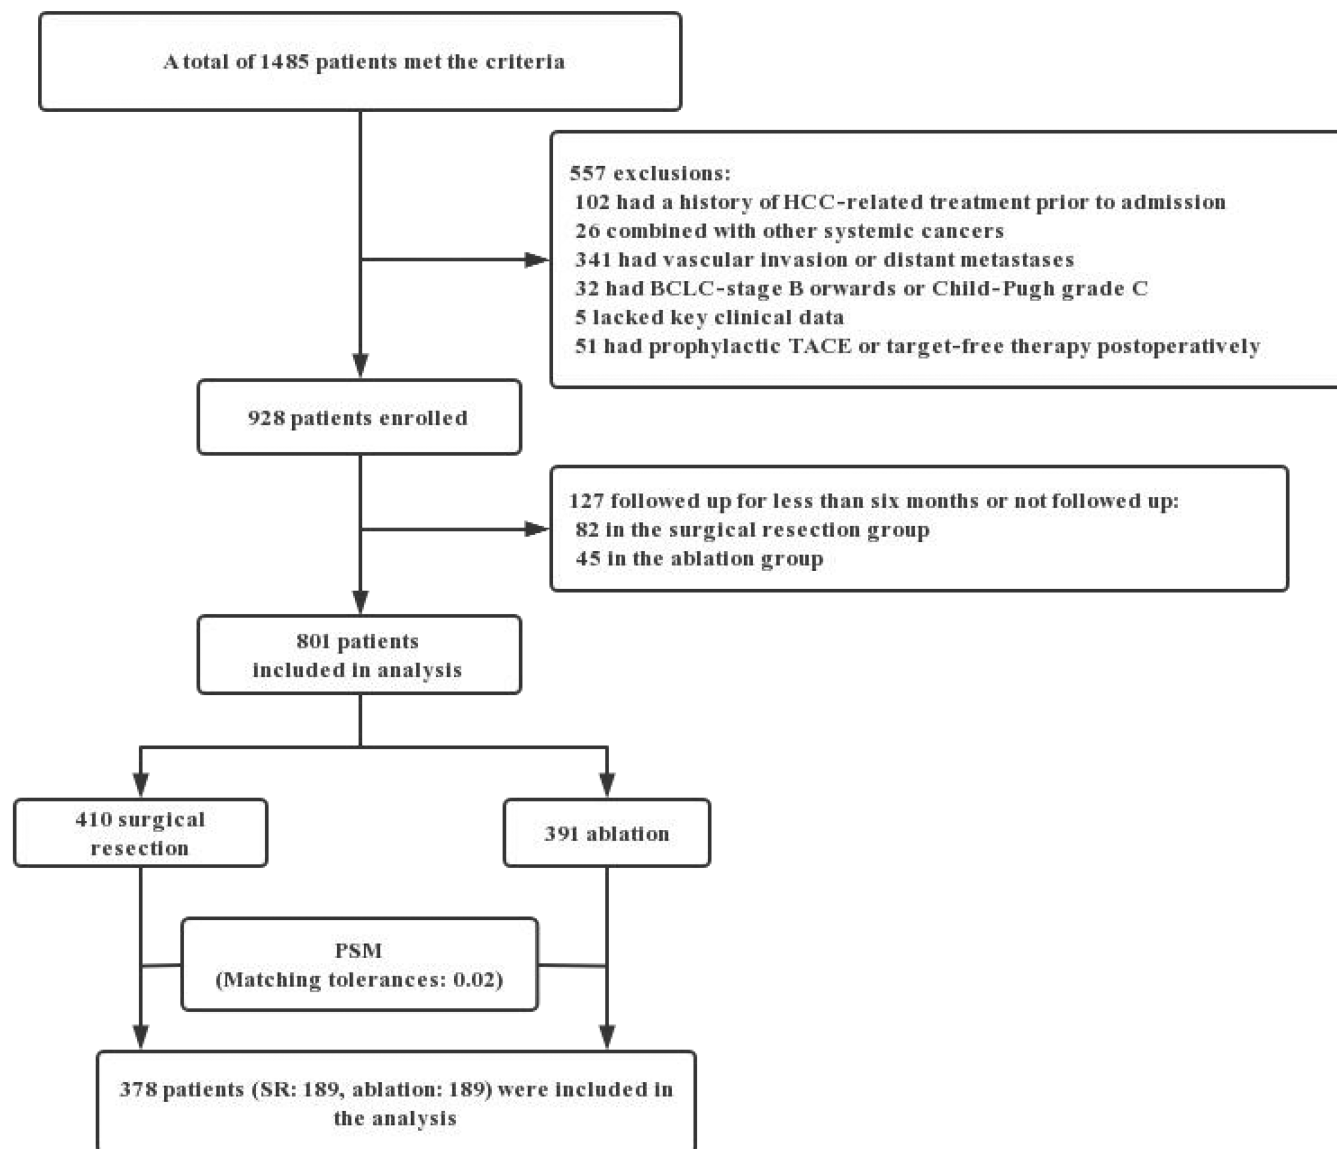 A total of 1485 patients met the criteria
557 exclusions:
102 had a history of HCC-related treatment prior to admission
26 combined with other systemic cancers
341 had vascular invasion or distant metastases
32 had BCLC-stage B orwards or Child-Pugh grade C
5 lacked key clinical data
51 had prophylactic TACE or target-free therapy postoperatively
928 patients enrolled
127 followed up for less than six months or not followed up:
82 in the surgical resection group
45 in the ablation group
801 patients
included in analysis
410 surgical
resection
391 ablation
PSM
(Matching tolerances: 0.02)
378 patients (SR: 189, ablation: 189) were included in
the analysis